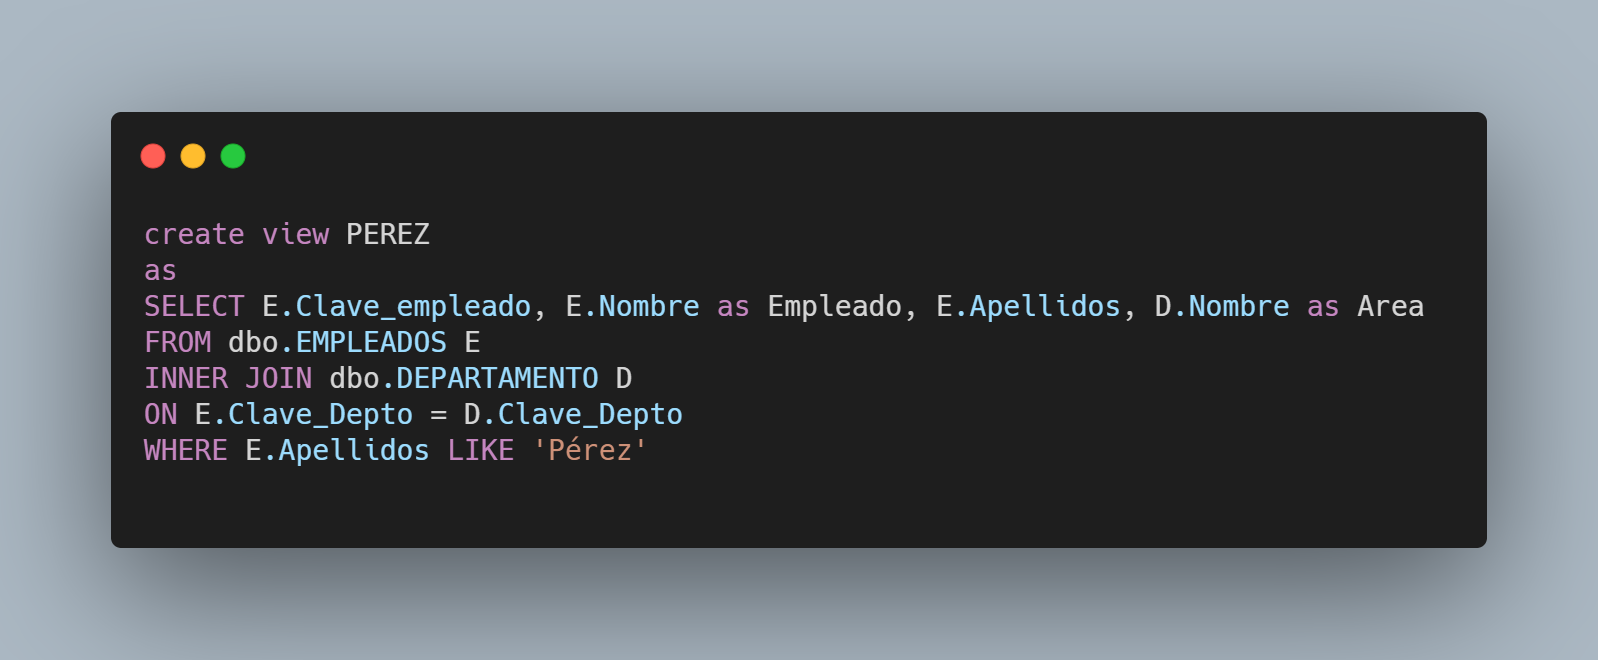 create view PEREZ
as
SELECT E.Clave_empleado, E.Nombre as Empleado, E.Apellidos, D.Nombre as Area
FROM dbo.EMPLEADOS E
INNER JOIN dbo.DEPARTAMENTO D
ON E.Clave_Depto = D.Clave_Depto
WHERE E.Apellidos LIKE 'Pérez'